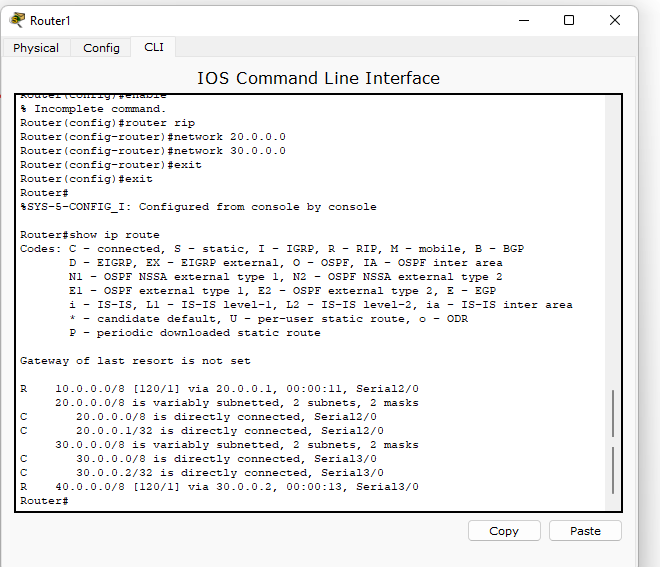 Router1
Physical Config CLI
IOS Command Line Interface
Router(config)#enable
% Incomplete command.
Router(config)#router rip
Router(config-router)#network 20.0.0.0
Router(config-router)#network 30.0.0.0
Router(config-router)#exit
Router(config)#exit
Router#
%SYS-5-CONFIG_I: Configured from console by console
Router#show ip route
Codes: C - connected, S - static, I - IGRP, R - RIP, M - mobile, B - BGP
D - EIGRP, EX - EIGRP external, O - OSPF, IA - OSPF inter area
N1 - OSPF NSSA external type 1, N2 - OSPF NSSA external type 2
E1 - OSPF external type 1, E2 - OSPF external type 2, E - EGP
i - IS-IS, L1 - IS-IS level-1, L2 - IS-IS level-2, ia - IS-IS inter area
* - candidate default, U - per-user static route, o - ODR
P - periodic downloaded static route
Gateway of last resort is not set
R 10.0.0.0/8 [120/1] via 20.0.0.1, 00:00:11, Serial2/0
20.0.0.0/8 is variably subnetted, 2 subnets, 2 masks
C 20.0.0.0/8 is directly connected, Serial2/0
C 20.0.0.1/32 is directly connected, Serial2/0
30.0.0.0/8 is variably subnetted, 2 subnets, 2 masks
C 30.0.0.0/8 is directly connected, Serial3/0
C 30.0.0.2/32 is directly connected, Serial3/0
R 40.0.0.0/8 [120/1] via 30.0.0.2, 00:00:13, Serial3/0
Router#
Copy Paste